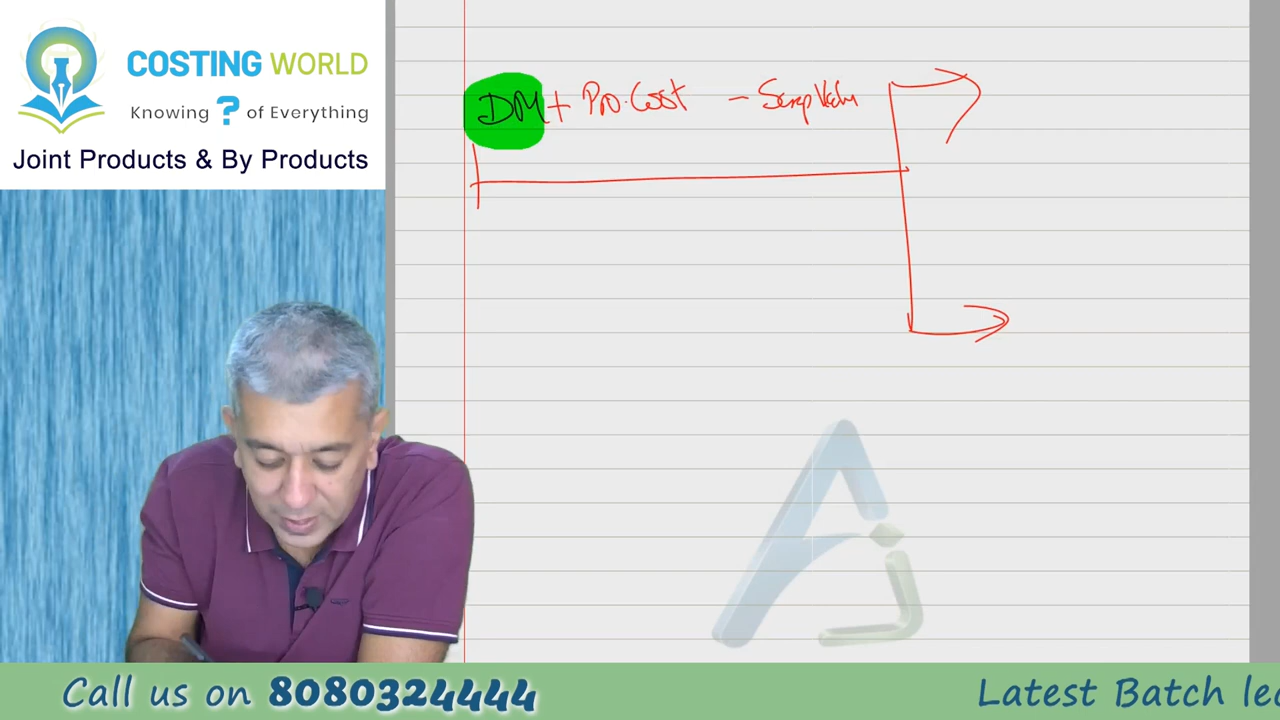 COSTING WORLD
Knowing ? of Everything
Joint Products & By Products
DM + Pro. Cost - Scrap Value
Call us on 8080324444
Latest Batch lec